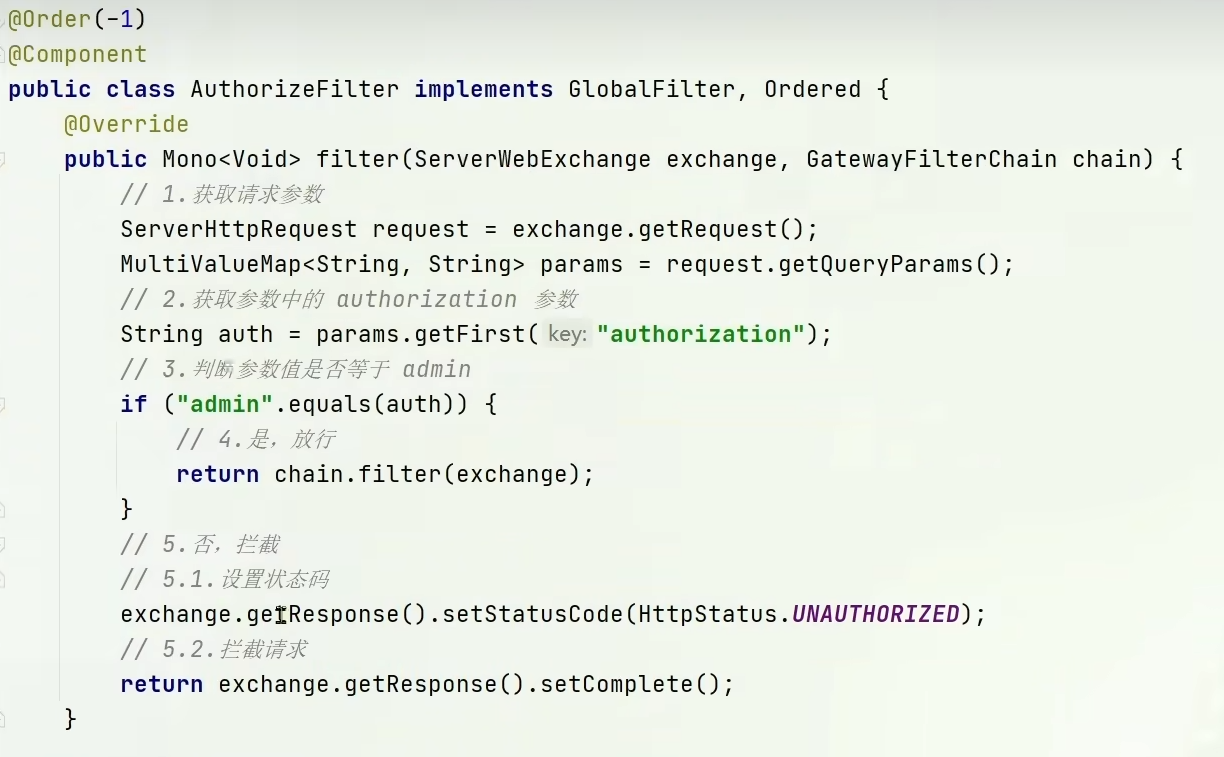 @Order(-1)
@Component
public class AuthorizeFilter implements GlobalFilter, Ordered {
@Override
public Mono<Void> filter(ServerWebExchange exchange, GatewayFilterChain chain) {
// 1.获取请求参数
ServerHttpRequest request = exchange.getRequest();
MultiValueMap<String, String> params = request.getQueryParams();
// 2.获取参数中的 authorization 参数
String auth = params.getFirst( key: "authorization");
// 3.判断参数值是否等于 admin
if ("admin".equals(auth)) {
// 4.是，放行
return chain.filter(exchange);
}
// 5.否，拦截
// 5.1.设置状态码
exchange.getResponse().setStatusCode(HttpStatus.UNAUTHORIZED);
// 5.2.拦截请求
return exchange.getResponse().setComplete();
}